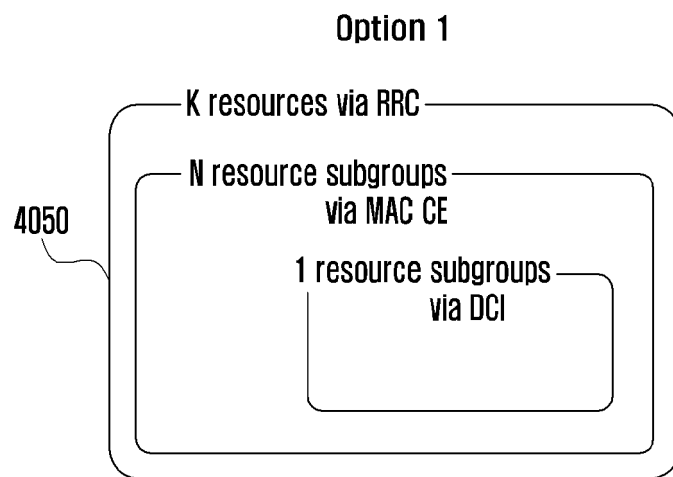 Option 1
K resources via RRC
N resource subgroups
via MAC CE
4050
1 resource subgroups
via DCI